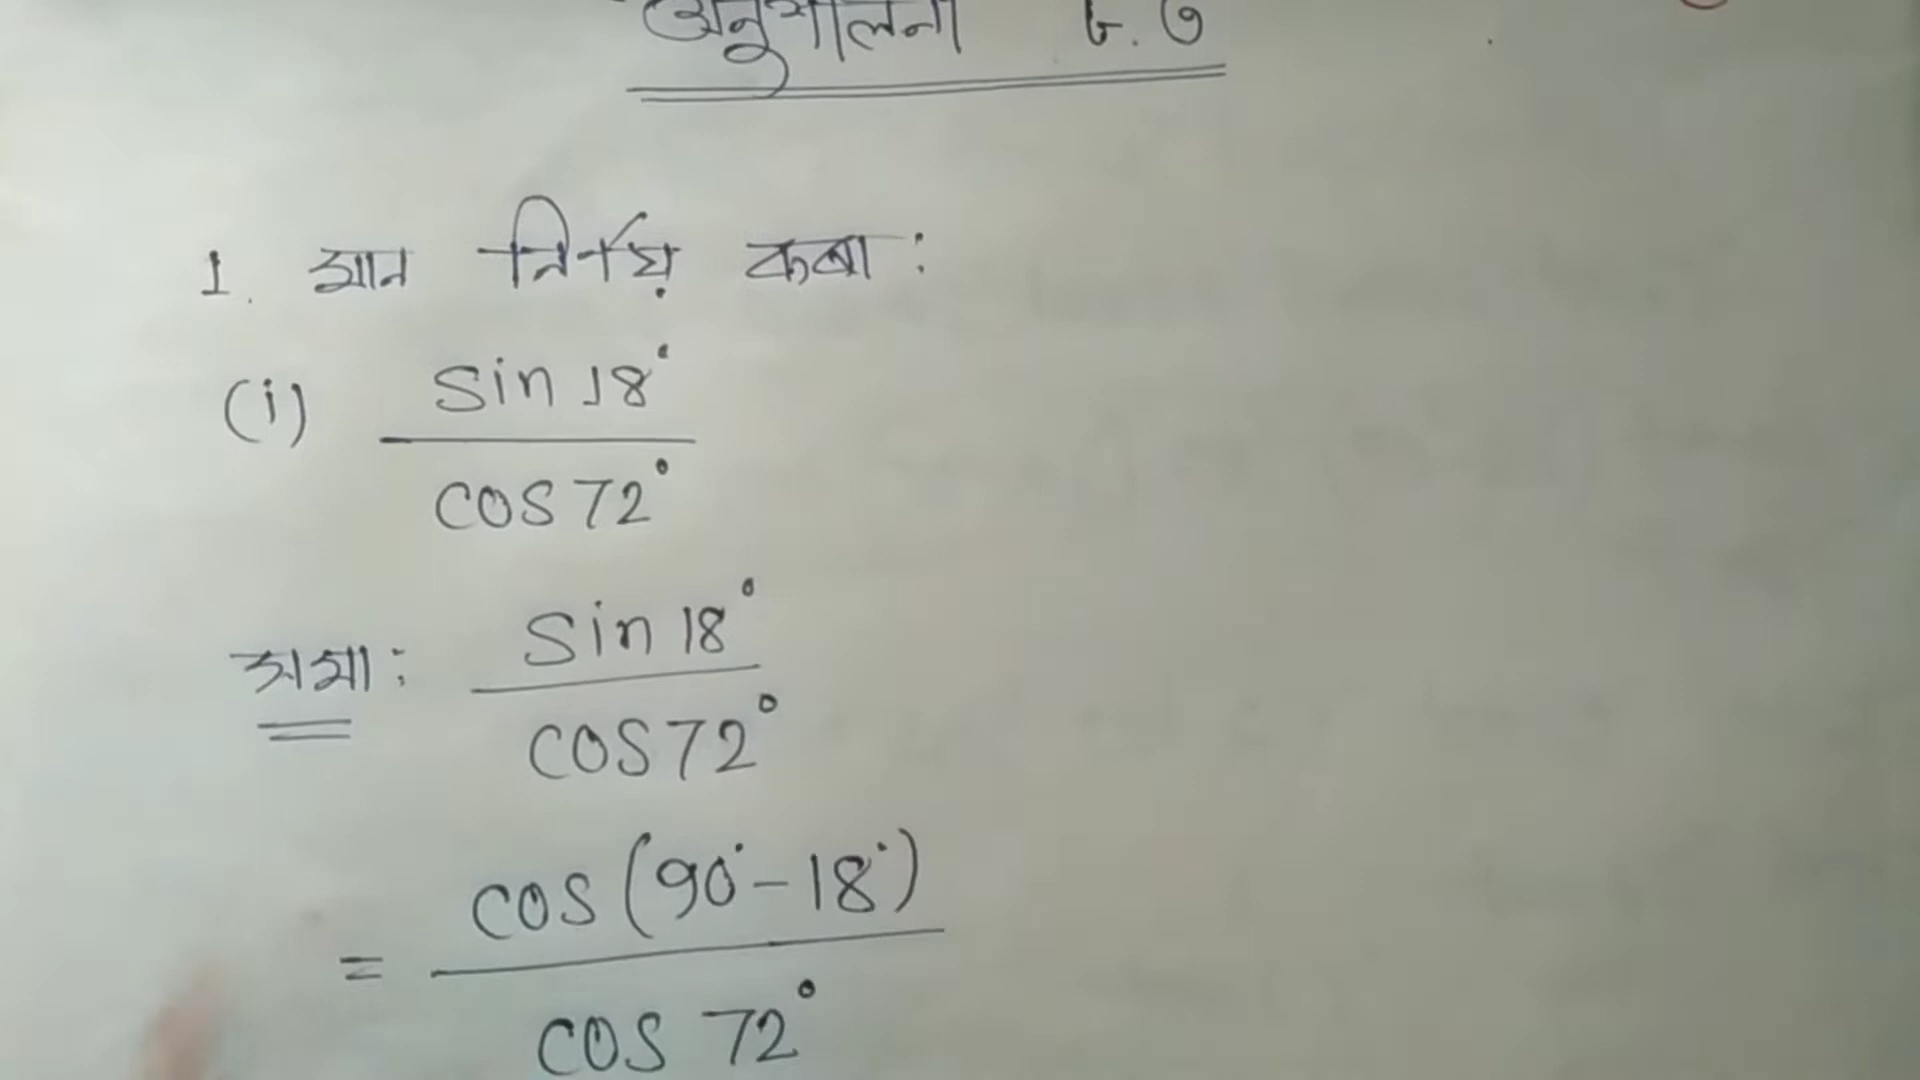 অনুশীলনী ৮.৩
1. মান নির্ণয় কৰা :
(i) sin 18°
cos 72°
সমা : sin 18°
cos 72°
= cos (90° - 18°)
cos 72°